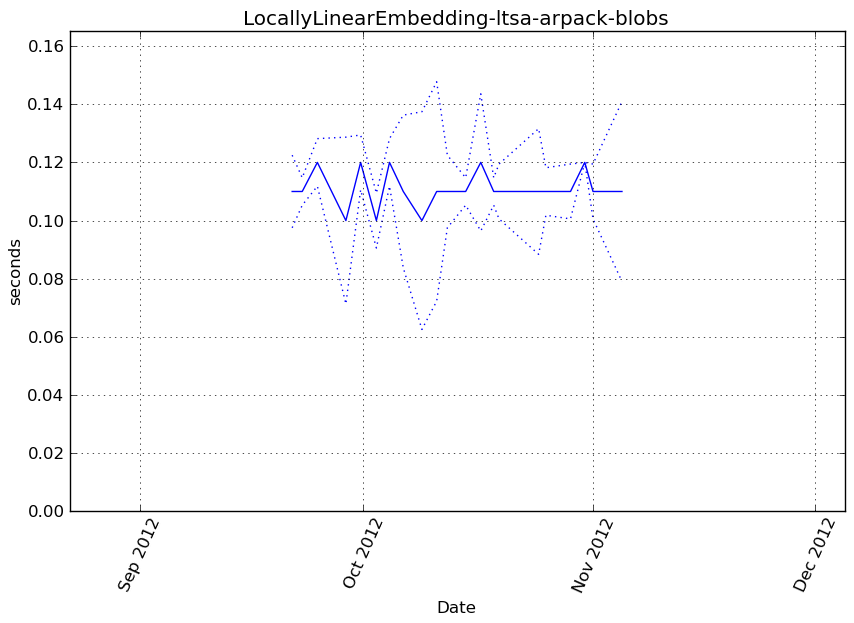 LocallyLinearEmbedding-ltsa-arpack-blobs
0.16
0.14
0.12
0.10
0.08
0.06
0.04
0.02
0.00
seconds
Sep 2012
Oct 2012
Nov 2012
Dec 2012
Date